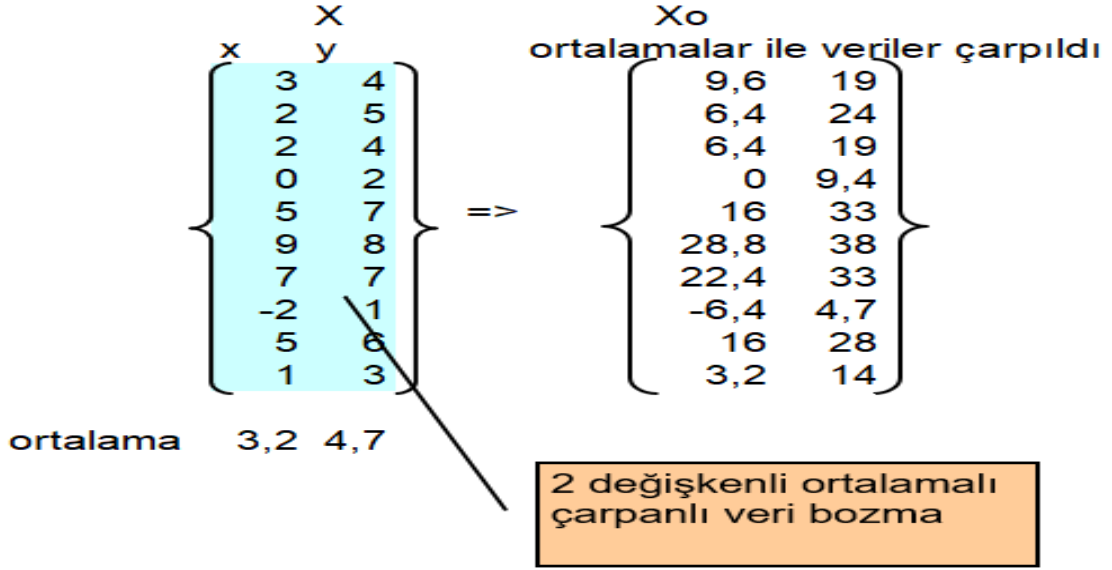 X Xo
x y ortalamalar ile veriler çarpıldı
3 4 9,6 19
2 5 6,4 24
2 4 6,4 19
0 2 0 9,4
5 7 => 16 33
9 8 28,8 38
7 7 22,4 33
-2 1 -6,4 4,7
5 6 16 28
1 3 3,2 14
ortalama 3,2 4,7
2 değişkenli ortalamalı
çarpanlı veri bozma